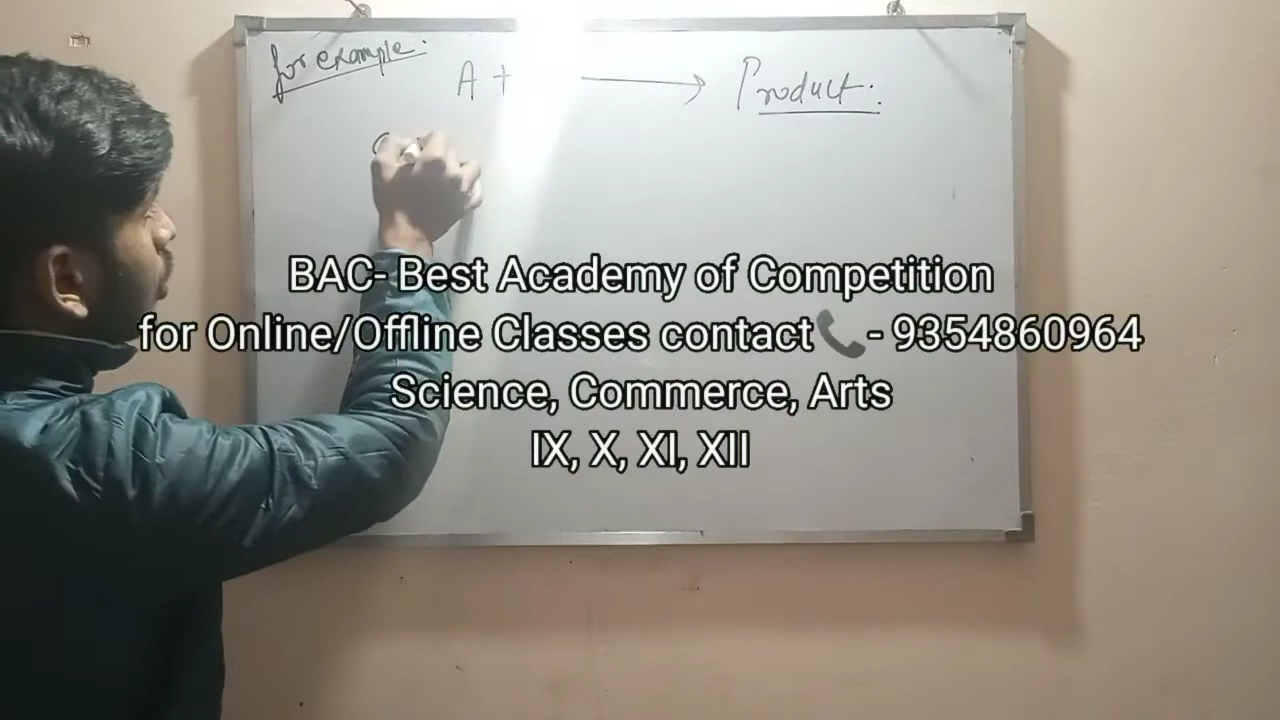 for example:
A + ⟶ Product:
BAC- Best Academy of Competition
for Online/Offline Classes contact📞- 9354860964
Science, Commerce, Arts
IX, X, XI, XII